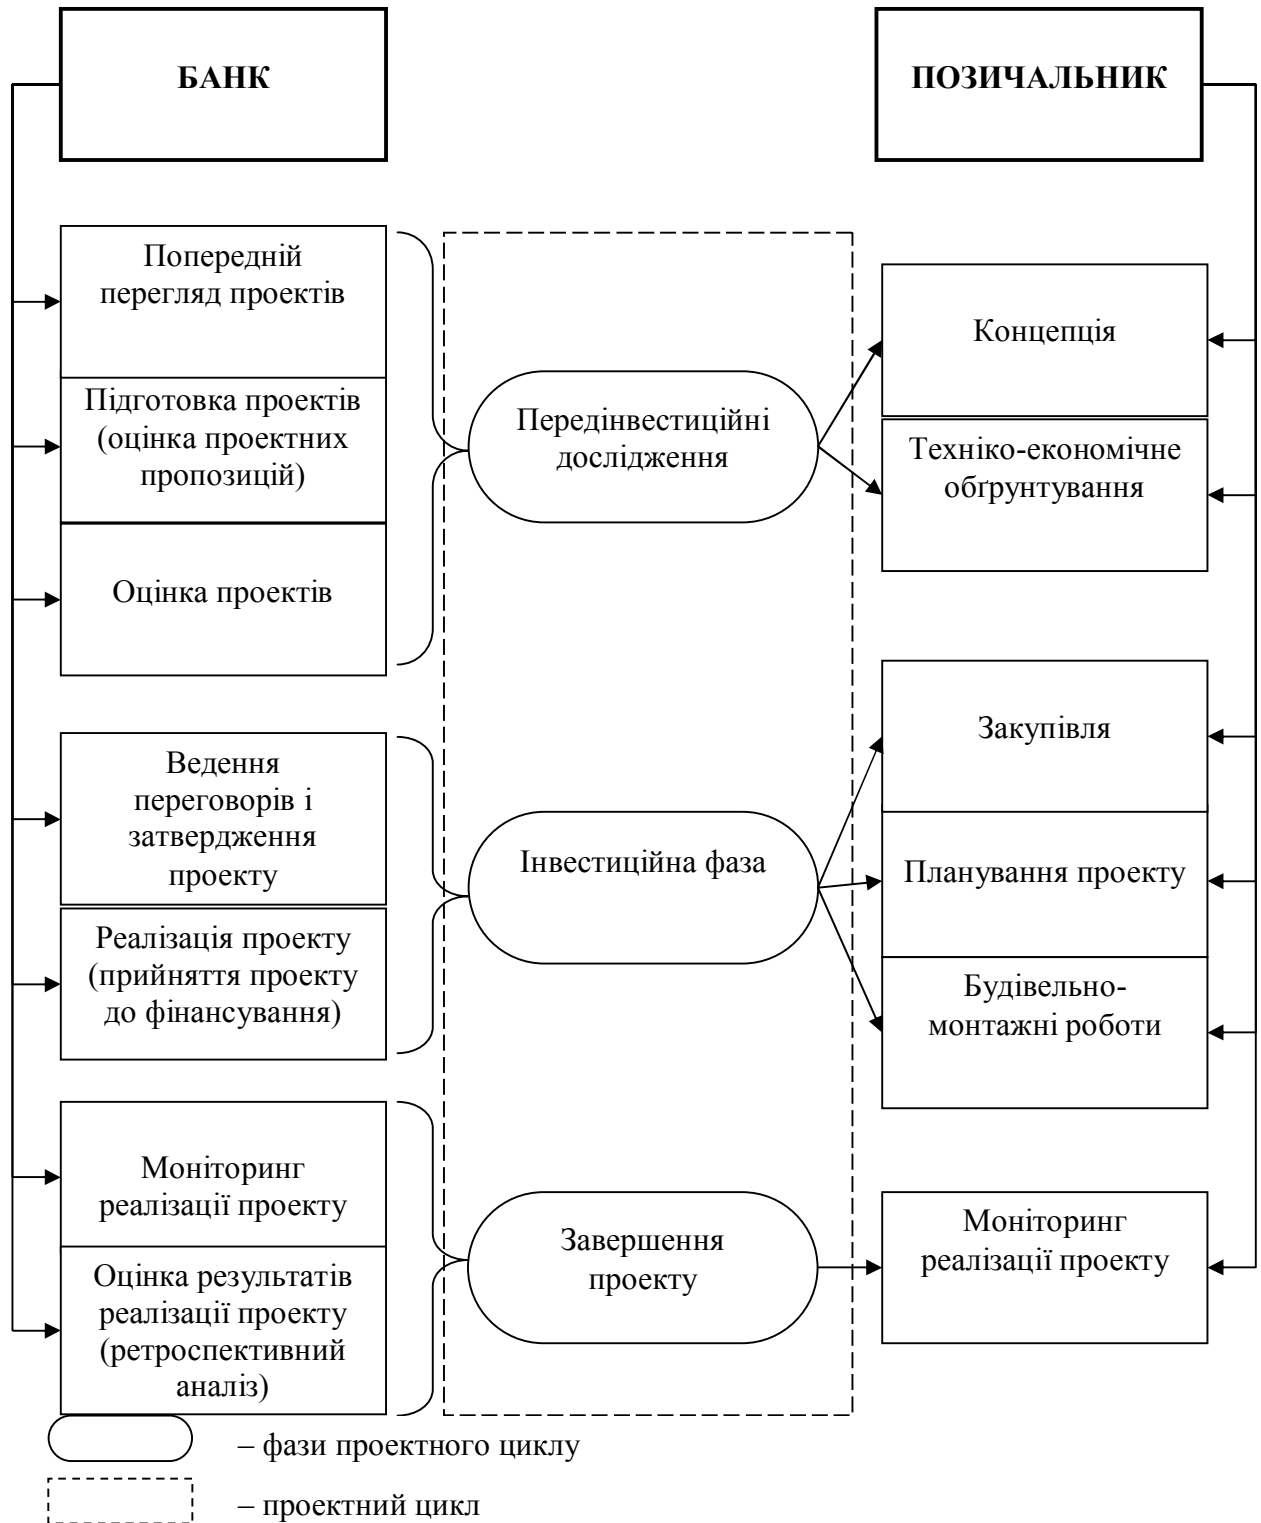 БАНК
ПОЗИЧАЛЬНИК
Попередній
перегляд проектів
Підготовка проектів
(оцінка проектних
пропозицій)
Оцінка проектів
Передінвестиційні
дослідження
Концепція
Техніко-економічне
обґрунтування
Ведення
переговорів і
затвердження
проекту
Реалізація проекту
(прийняття проекту
до фінансування)
Інвестиційна фаза
Закупівля
Планування проекту
Будівельно-
монтажні роботи
Моніторинг
реалізації проекту
Оцінка результатів
реалізації проекту
(ретроспективний
аналіз)
Завершення
проекту
Моніторинг
реалізації проекту
– фази проектного циклу
– проектний цикл